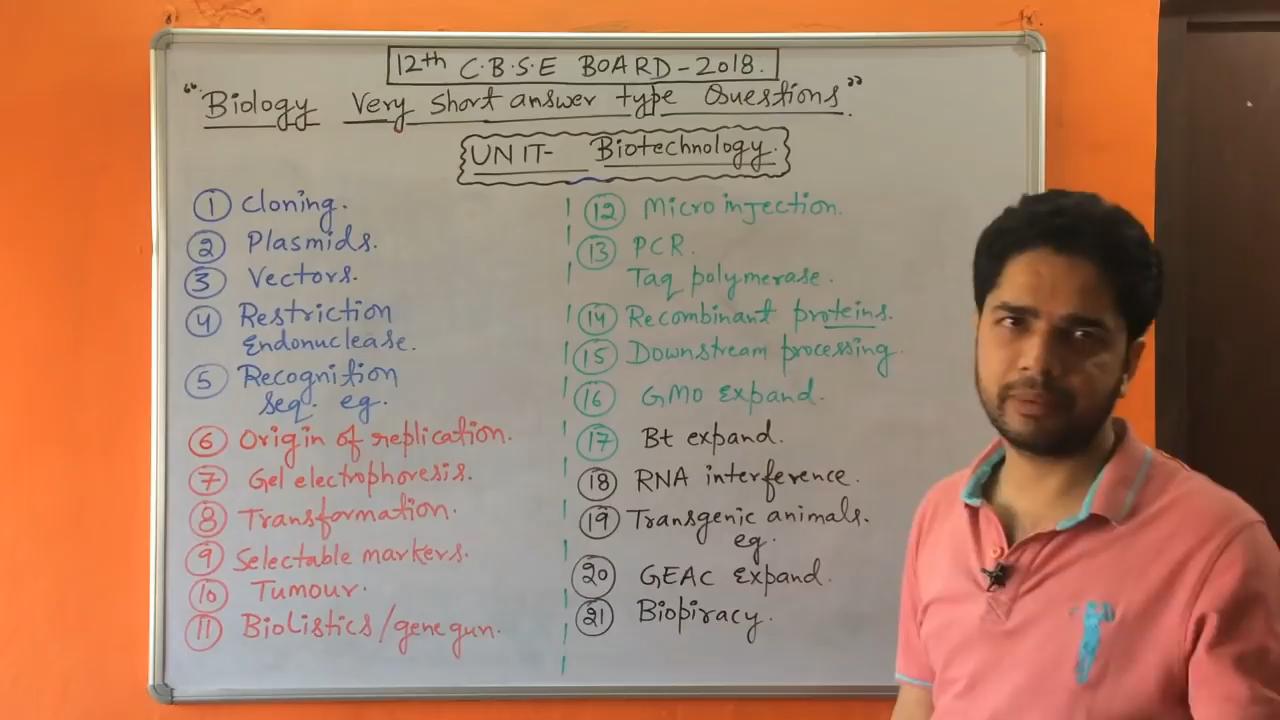 12th C.B.S.E BOARD-2018.
"Biology Very Short answer type Questions".
UNIT- Biotechnology.
1 Cloning.
2 Plasmids.
3 Vectors.
4 Restriction
Endonuclease.
5 Recognition
seq. eg.
6 Origin of replication.
7 Gel electrophoresis.
8 Transformation.
9 Selectable markers.
10 Tumour.
11 Biolistics/gene gun.
12 Micro injection.
13 PCR.
Taq polymerase.
14 Recombinant proteins.
15 Downstream processing.
16 GMO Expand.
17 Bt expand.
18 RNA interference.
19 Transgenic animals.
eg.
20 GEAC Expand.
21 Biopiracy.